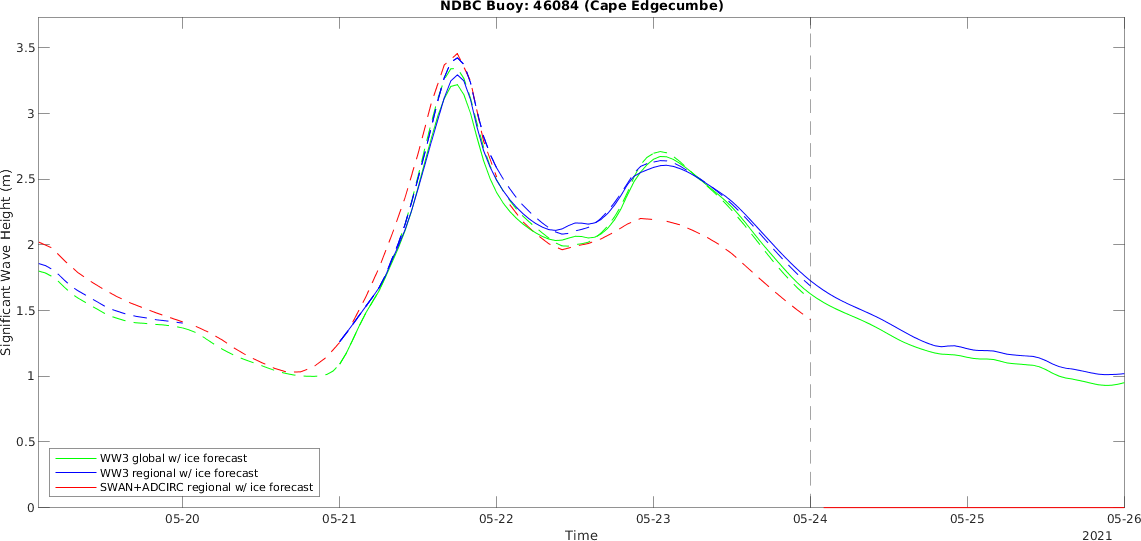 NDBC Buoy: 46084 (Cape Edgecumbe)
Significant Wave Height (m)
3.5
3
2.5
2
1.5
1
0.5
0
WW3 global w/ ice forecast
WW3 regional w/ ice forecast
SWAN+ADCIRC regional w/ ice forecast
05-20
05-21
05-22
05-23
05-24
05-25
05-26
Time
2021